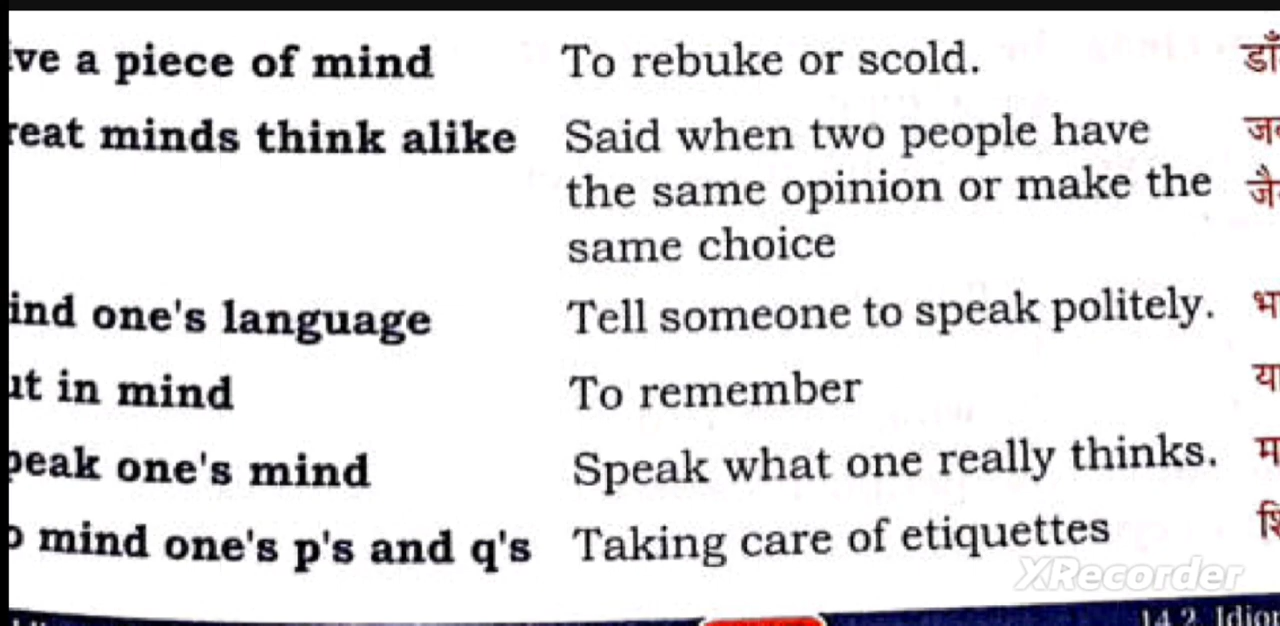 ive a piece of mind To rebuke or scold. डाँ
reat minds think alike Said when two people have
the same opinion or make the
same choice
ind one's language Tell someone to speak politely. भ
ut in mind To remember या
peak one's mind Speak what one really thinks. म
o mind one's p's and q's Taking care of etiquettes शि
XRecorder
14.2 Idio